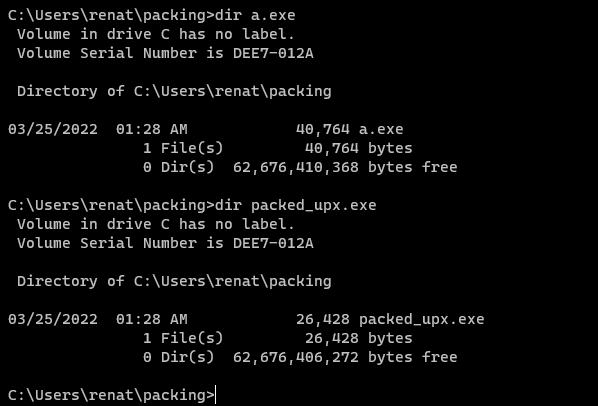 C:\Users\renat\packing>dir a.exe
 Volume in drive C has no label.
 Volume Serial Number is DEE7-012A

 Directory of C:\Users\renat\packing

03/25/2022  01:28 AM            40,764 a.exe
               1 File(s)         40,764 bytes
               0 Dir(s)  62,676,410,368 bytes free

C:\Users\renat\packing>dir packed_upx.exe
 Volume in drive C has no label.
 Volume Serial Number is DEE7-012A

 Directory of C:\Users\renat\packing

03/25/2022  01:28 AM            26,428 packed_upx.exe
               1 File(s)         26,428 bytes
               0 Dir(s)  62,676,406,272 bytes free

C:\Users\renat\packing>